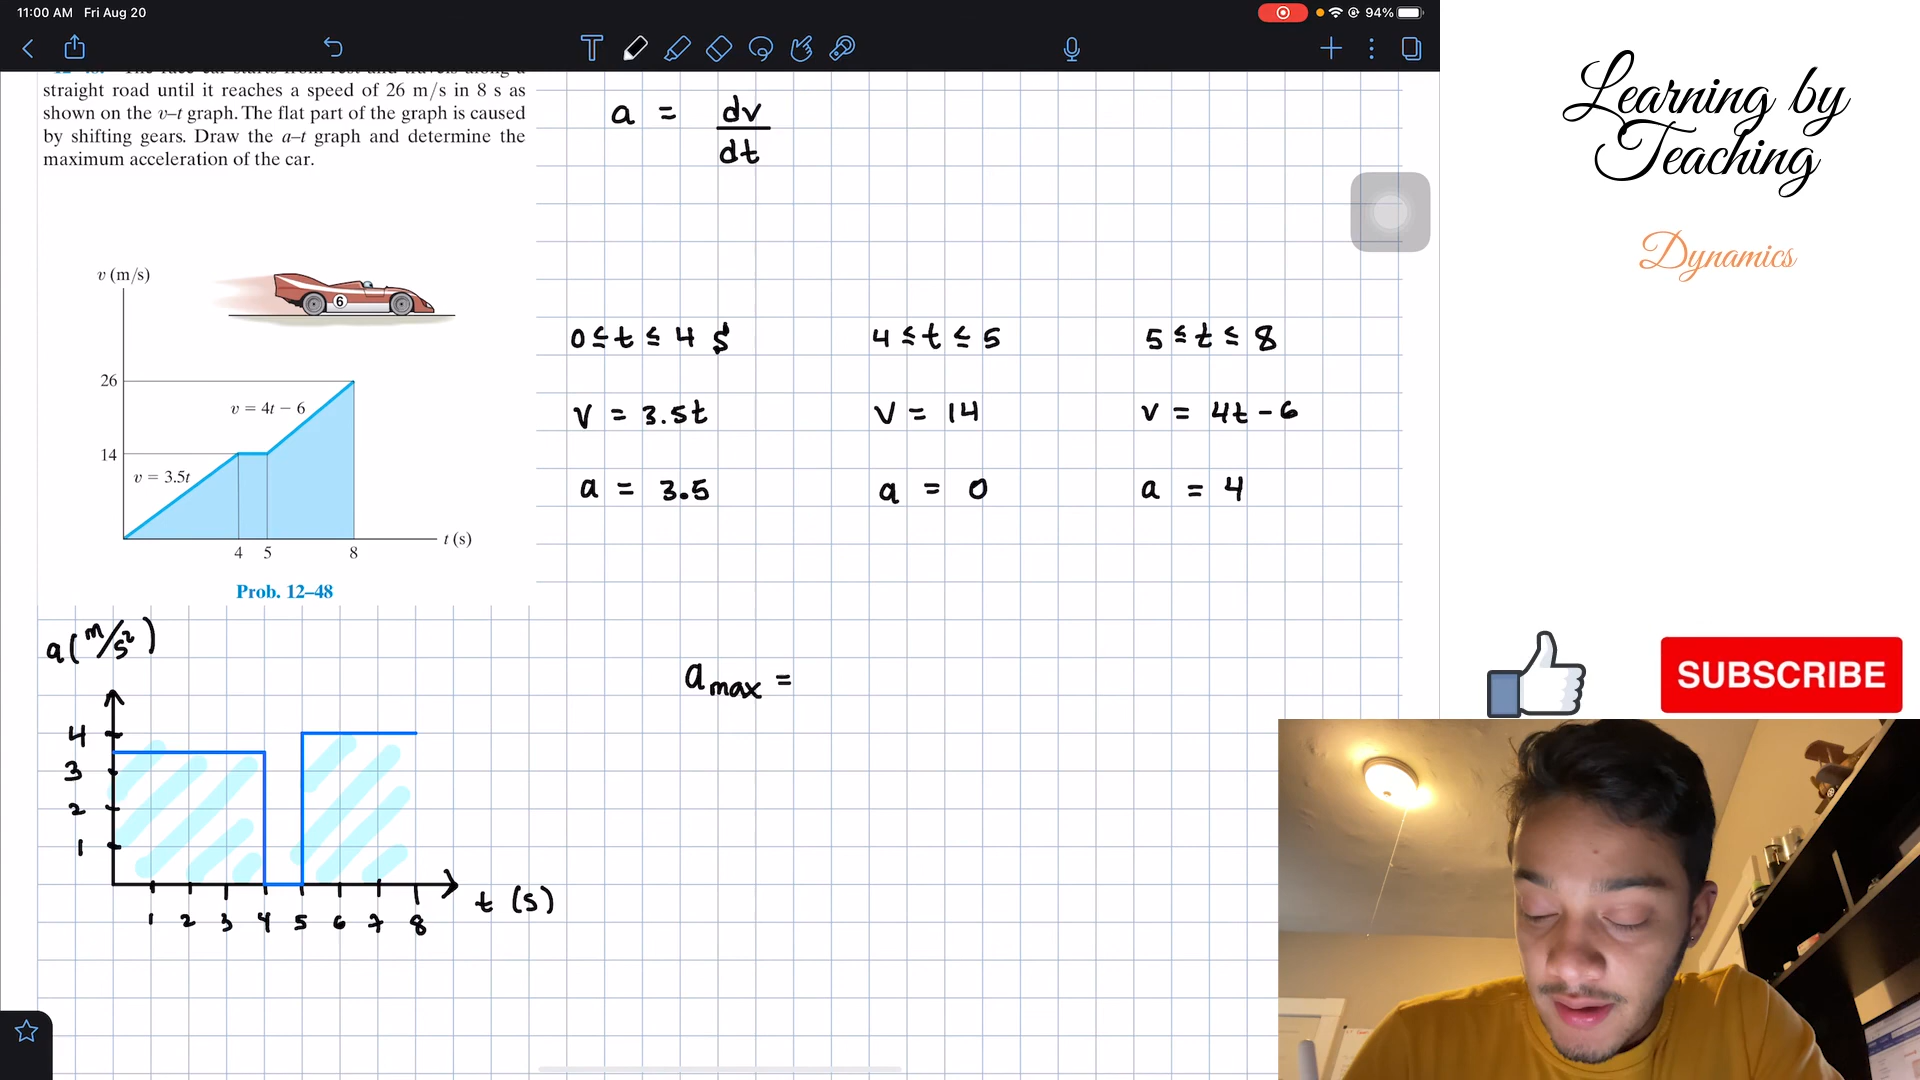 11:00 AM Fri Aug 20
94%
straight road until it reaches a speed of 26 m/s in 8 s as
shown on the v–t graph. The flat part of the graph is caused
by shifting gears. Draw the a–t graph and determine the
maximum acceleration of the car.
v (m/s)
6
26
v = 4t − 6
14
v = 3.5t
t (s)
4 5 8
Prob. 12–48
a = dv
dt
0 ≤ t ≤ 4 s
4 ≤ t ≤ 5
5 ≤ t ≤ 8
v = 3.5t
v = 14
v = 4t - 6
a = 3.5
a = 0
a = 4
a (m/s²)
4
3
2
1
1 2 3 4 5 6 7 8
t (s)
a max =
Learning by
Teaching
Dynamics
SUBSCRIBE